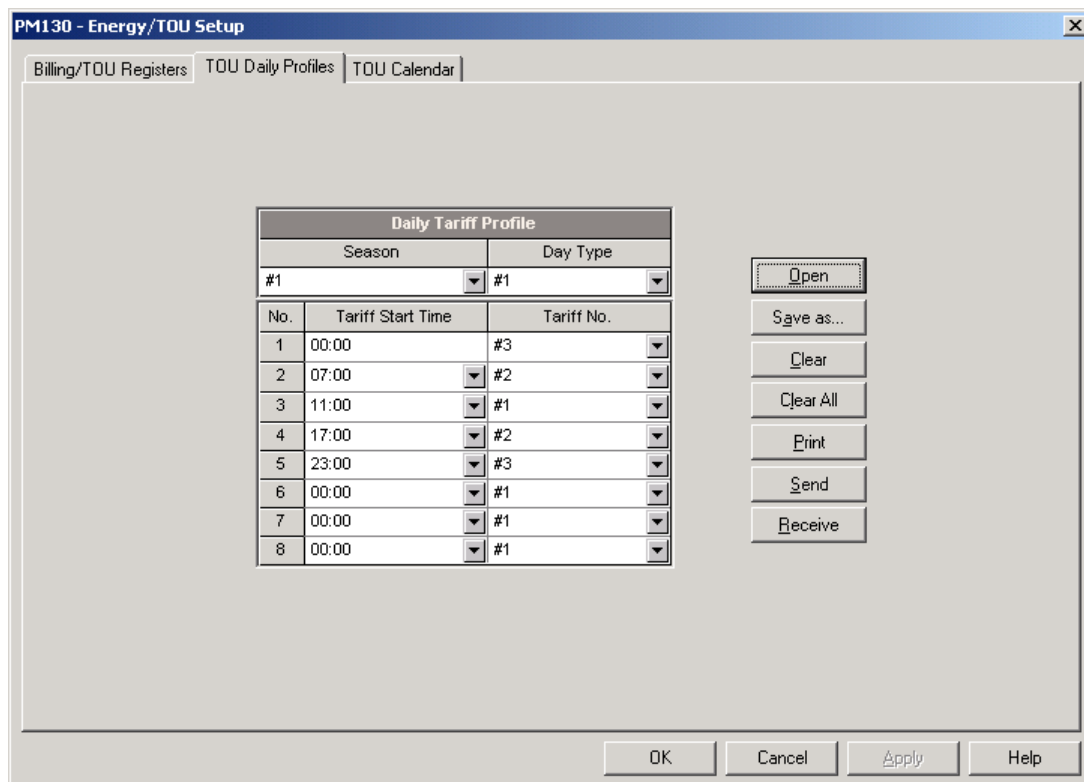 PM130 - Energy/TOU Setup
Billing/TOU Registers TOU Daily Profiles TOU Calendar
Daily Tariff Profile
Season Day Type
#1 #1
No. Tariff Start Time Tariff No.
1 00:00 #3
2 07:00 #2
3 11:00 #1
4 17:00 #2
5 23:00 #3
6 00:00 #1
7 00:00 #1
8 00:00 #1
Open
Save as...
Clear
Clear All
Print
Send
Receive
OK Cancel Apply Help